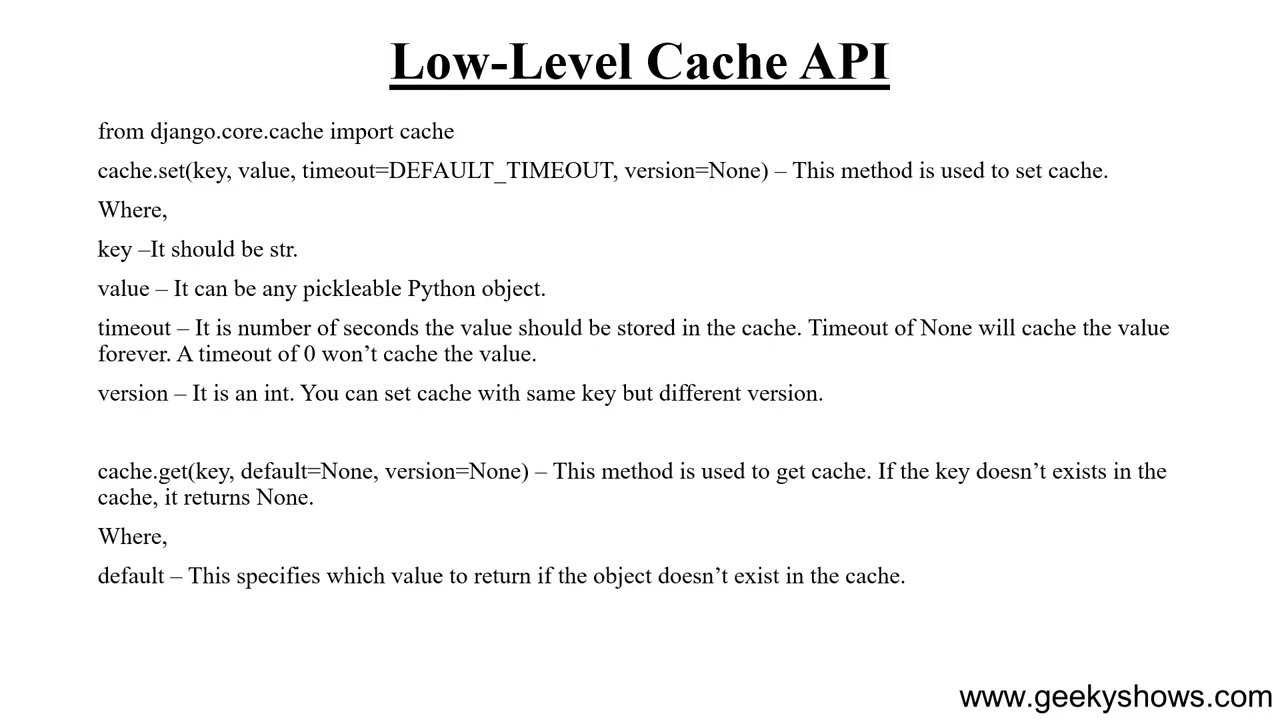 Low-Level Cache API
from django.core.cache import cache
cache.set(key, value, timeout=DEFAULT_TIMEOUT, version=None) – This method is used to set cache.
Where,
key –It should be str.
value – It can be any pickleable Python object.
timeout – It is number of seconds the value should be stored in the cache. Timeout of None will cache the value
forever. A timeout of 0 won’t cache the value.
version – It is an int. You can set cache with same key but different version.
cache.get(key, default=None, version=None) – This method is used to get cache. If the key doesn’t exists in the
cache, it returns None.
Where,
default – This specifies which value to return if the object doesn’t exist in the cache.
www.geekyshows.com